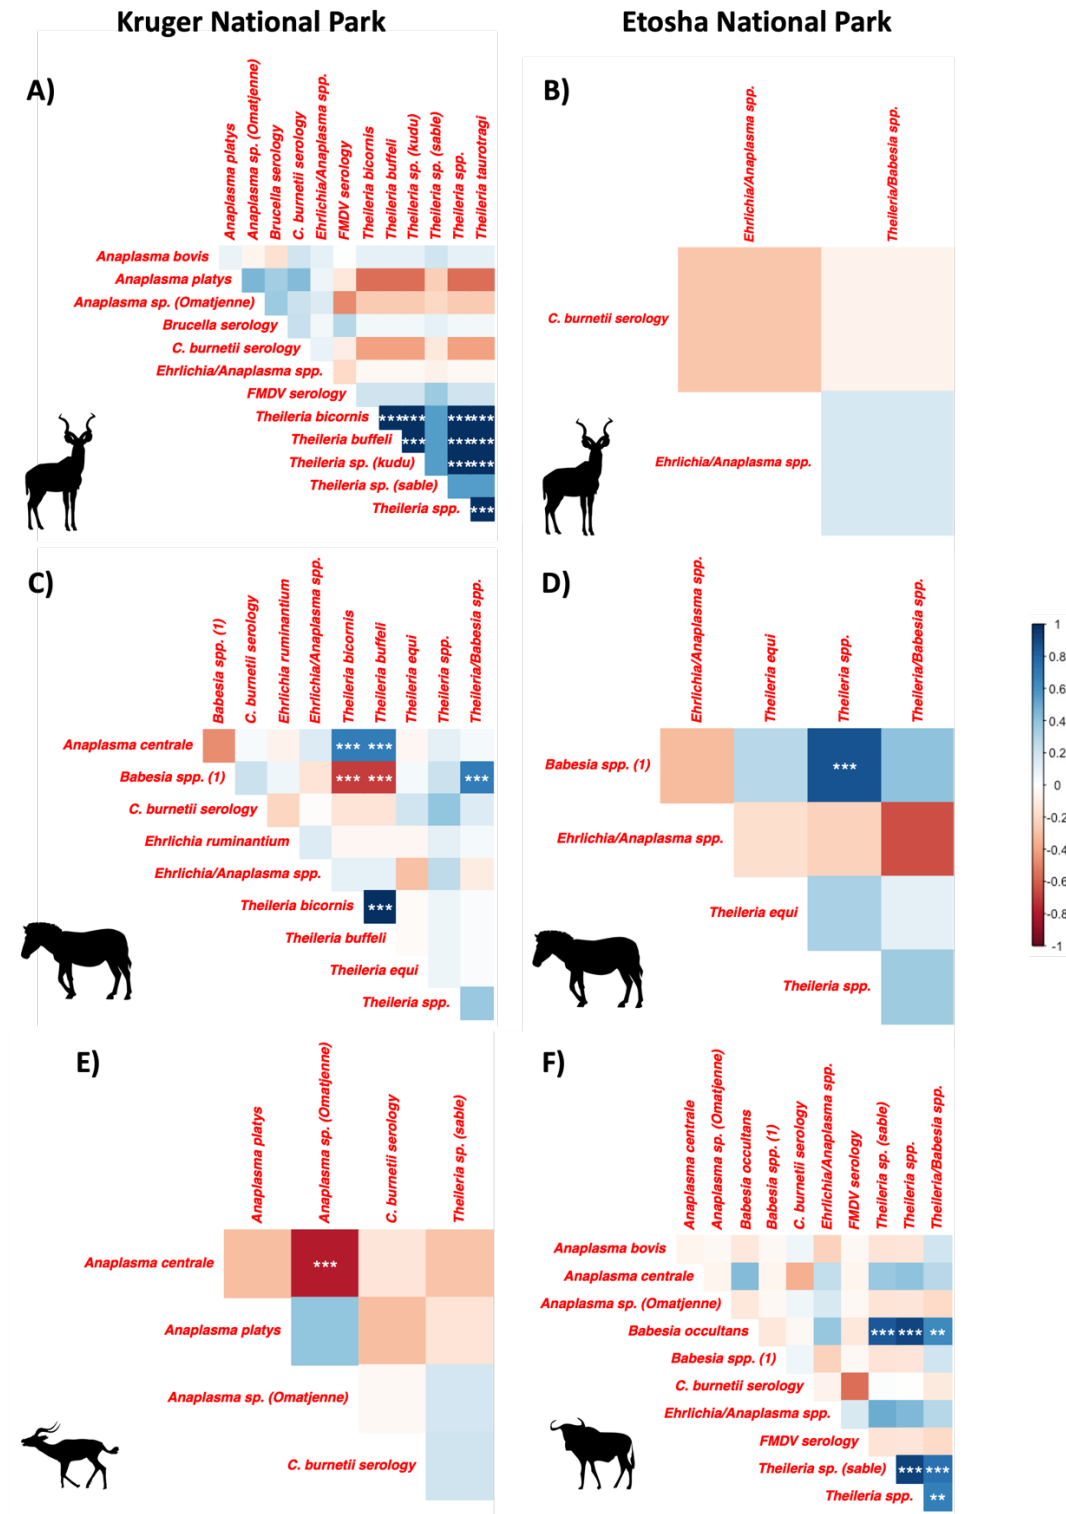 Kruger National Park
Etosha National Park
A)
Anaplasma platys
Anaplasma sp. (Omatjenne)
Brucella serology
C. burnetii serology
Ehrlichia/Anaplasma spp.
FMDV serology
Theileria bicornis
Theileria buffeli
Theileria sp. (kudu)
Theileria sp. (sable)
Theileria spp.
Theileria taurotragi
Anaplasma bovis
Anaplasma platys
Anaplasma sp. (Omatjenne)
Brucella serology
C. burnetii serology
Ehrlichia/Anaplasma spp.
FMDV serology
Theileria bicornis
******
******
Theileria buffeli
***
******
Theileria sp. (kudu)
******
Theileria sp. (sable)
Theileria spp.
***
B)
Ehrlichia/Anaplasma spp.
Theileria/Babesia spp.
C. burnetii serology
Ehrlichia/Anaplasma spp.
C)
Babesia spp. (1)
C. burnetii serology
Ehrlichia ruminantium
Ehrlichia/Anaplasma spp.
Theileria bicornis
Theileria buffeli
Theileria equi
Theileria spp.
Theileria/Babesia spp.
Anaplasma centrale
*** ***
Babesia spp. (1)
*** ***
***
C. burnetii serology
Ehrlichia ruminantium
Ehrlichia/Anaplasma spp.
Theileria bicornis
***
Theileria buffeli
Theileria equi
Theileria spp.
D)
Ehrlichia/Anaplasma spp.
Theileria equi
Theileria spp.
Theileria/Babesia spp.
Babesia spp. (1)
***
Ehrlichia/Anaplasma spp.
Theileria equi
Theileria spp.
1
0.8
0.6
0.4
0.2
0
-0.2
-0.4
-0.6
-0.8
-1
E)
Anaplasma platys
Anaplasma sp. (Omatjenne)
C. burnetii serology
Theileria sp. (sable)
Anaplasma centrale
***
Anaplasma platys
Anaplasma sp. (Omatjenne)
C. burnetii serology
F)
Anaplasma centrale
Anaplasma sp. (Omatjenne)
Babesia occultans
Babesia spp. (1)
C. burnetii serology
Ehrlichia/Anaplasma spp.
FMDV serology
Theileria sp. (sable)
Theileria spp.
Theileria/Babesia spp.
Anaplasma bovis
Anaplasma centrale
Anaplasma sp. (Omatjenne)
Babesia occultans
*** *** **
Babesia spp. (1)
C. burnetii serology
Ehrlichia/Anaplasma spp.
FMDV serology
Theileria sp. (sable)
*** ***
Theileria spp.
**